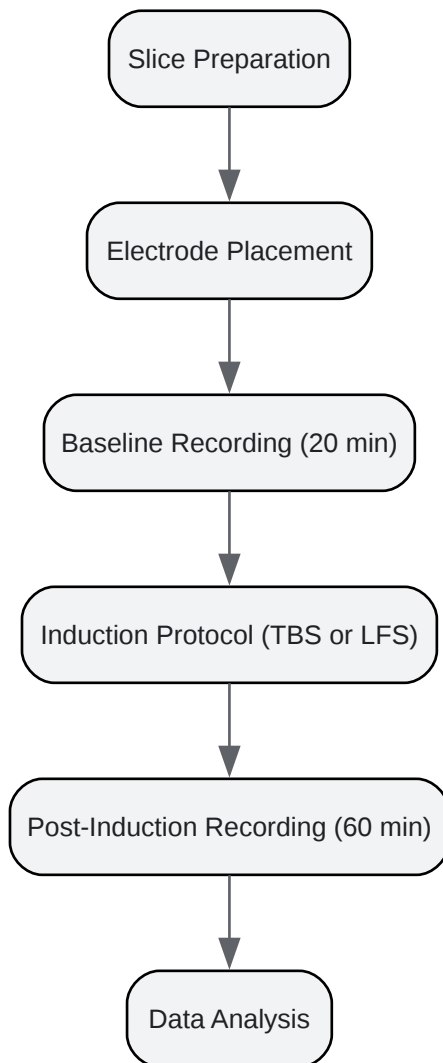 Slice Preparation
Electrode Placement
Baseline Recording (20 min)
Induction Protocol (TBS or LFS)
Post-Induction Recording (60 min)
Data Analysis